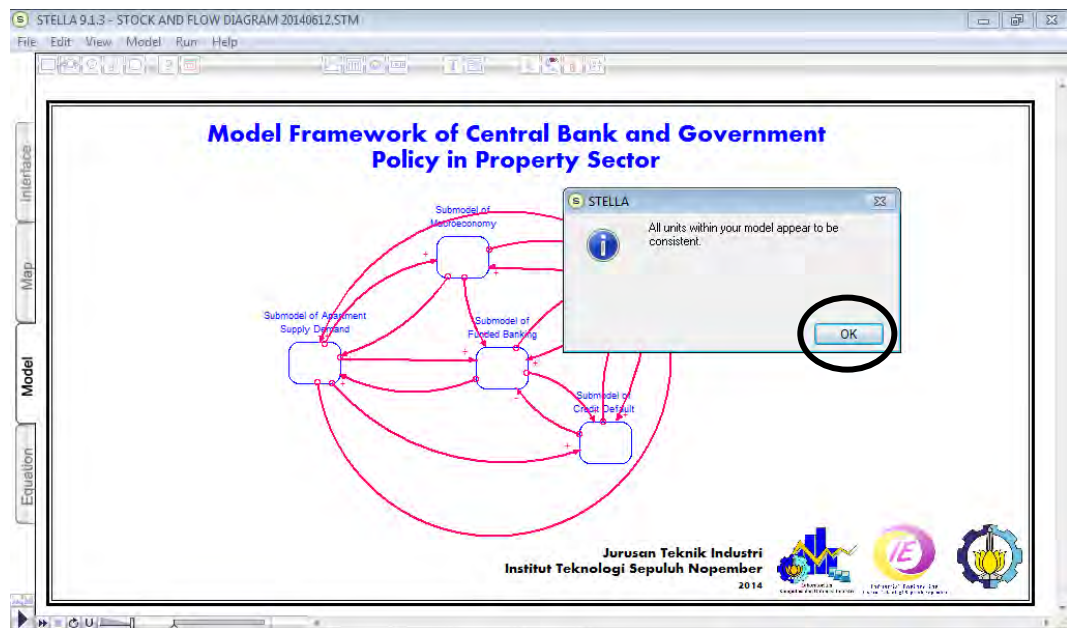 STELLA 9.1.3 - STOCK AND FLOW DIAGRAM 20140612.STM
File Edit View Model Run Help
Interface
Map
Model
Equation
Model Framework of Central Bank and Government
Policy in Property Sector
Submodel of
Macroeconomy
Submodel of Apartment
Supply Demand
Submodel of
Funded Banking
Submodel of
Credit Default
STELLA
All units within your model appear to be
consistent.
OK
Jurusan Teknik Industri
Institut Teknologi Sepuluh Nopember
2014
IE